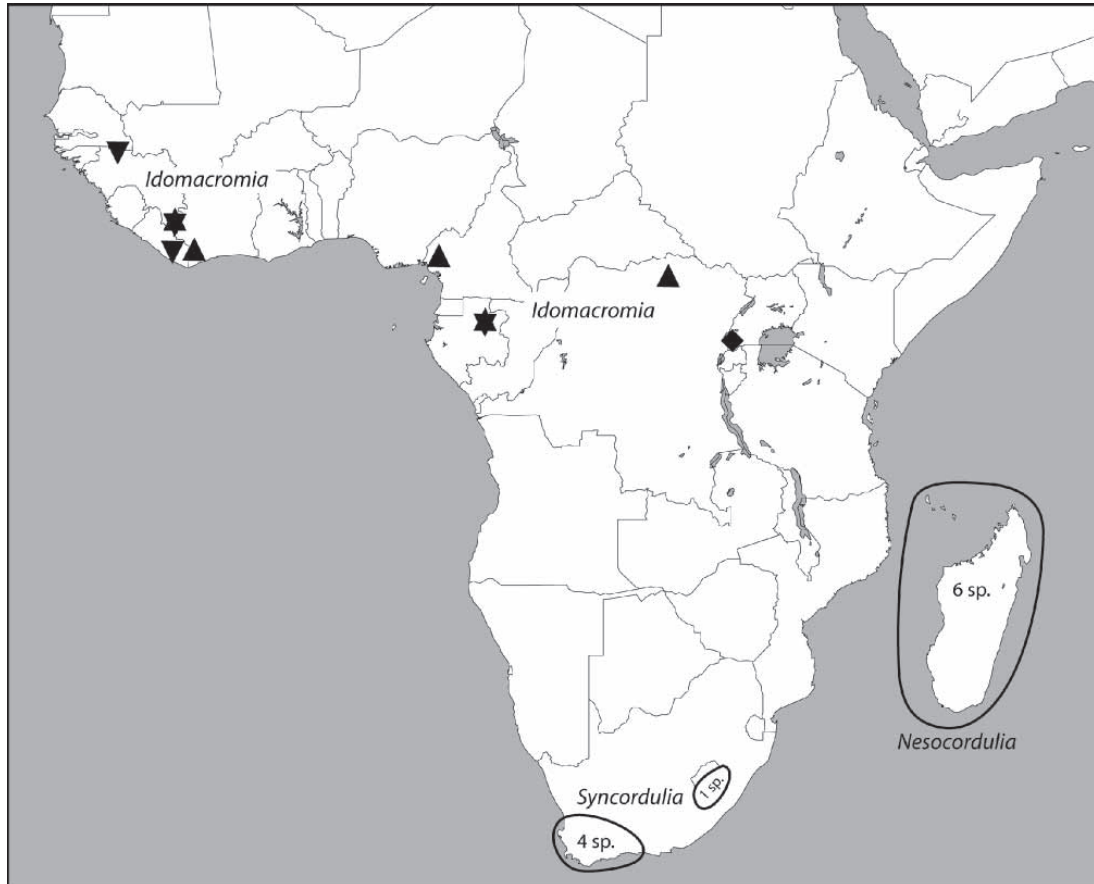 Idomacromia
Idomacromia
6 sp.
Nesocordulia
1 sp.
Syncordulia
4 sp.